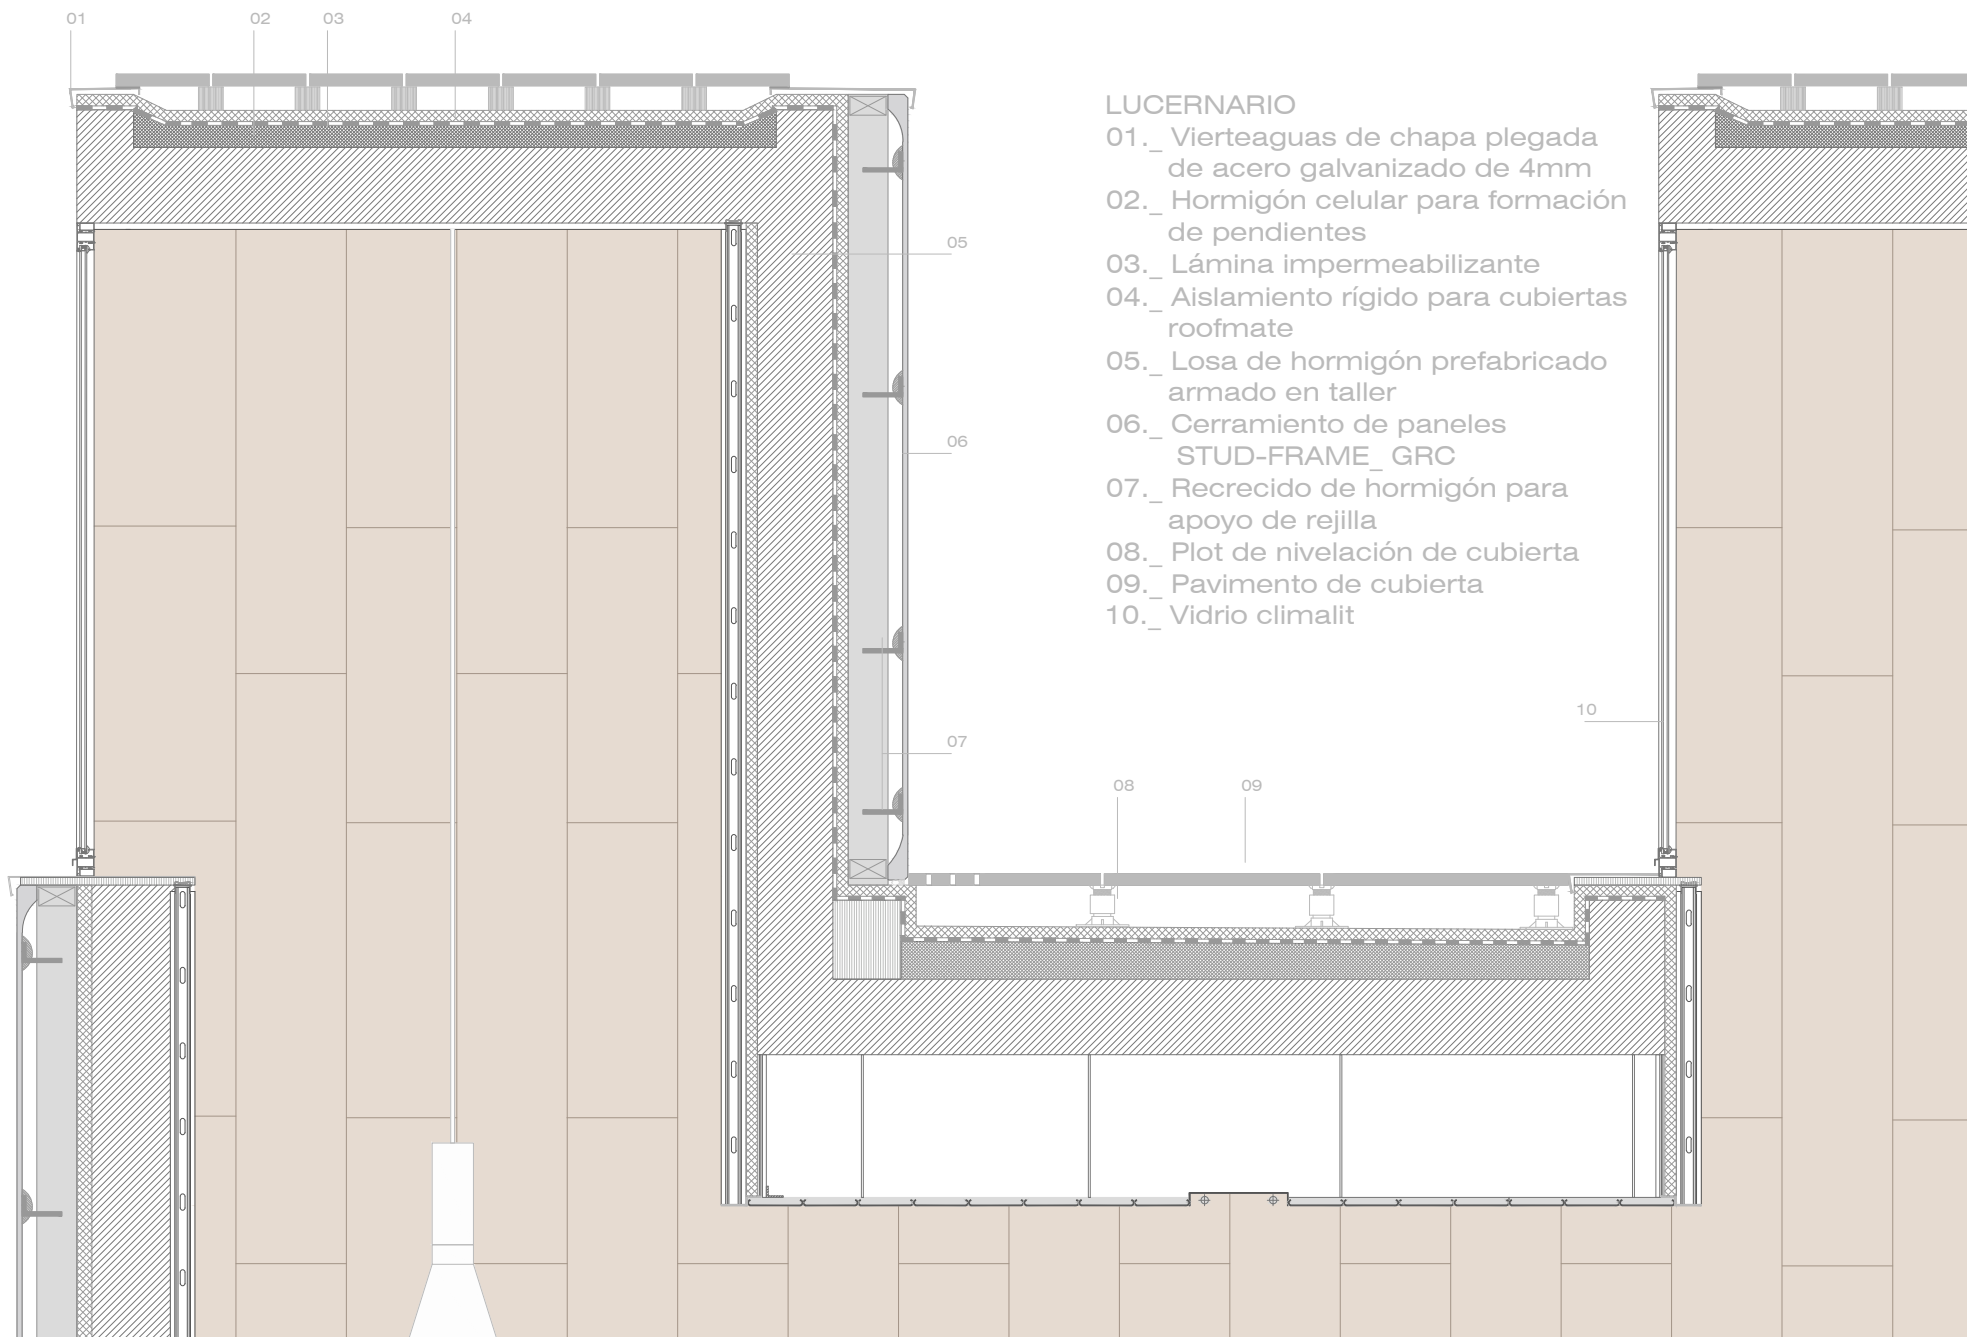 01
02
03
04
LUCERNARIO
01._ Vierteaguas de chapa plegada
de acero galvanizado de 4mm
02._ Hormigón celular para formación
de pendientes
03._ Lámina impermeabilizante
04._ Aislamiento rígido para cubiertas
roofmate
05._ Losa de hormigón prefabricado
armado en taller
06._ Cerramiento de paneles
STUD-FRAME_ GRC
07._ Recrecido de hormigón para
apoyo de rejilla
08._ Plot de nivelación de cubierta
09._ Pavimento de cubierta
10._ Vidrio climalit
05
06
07
08
09
10